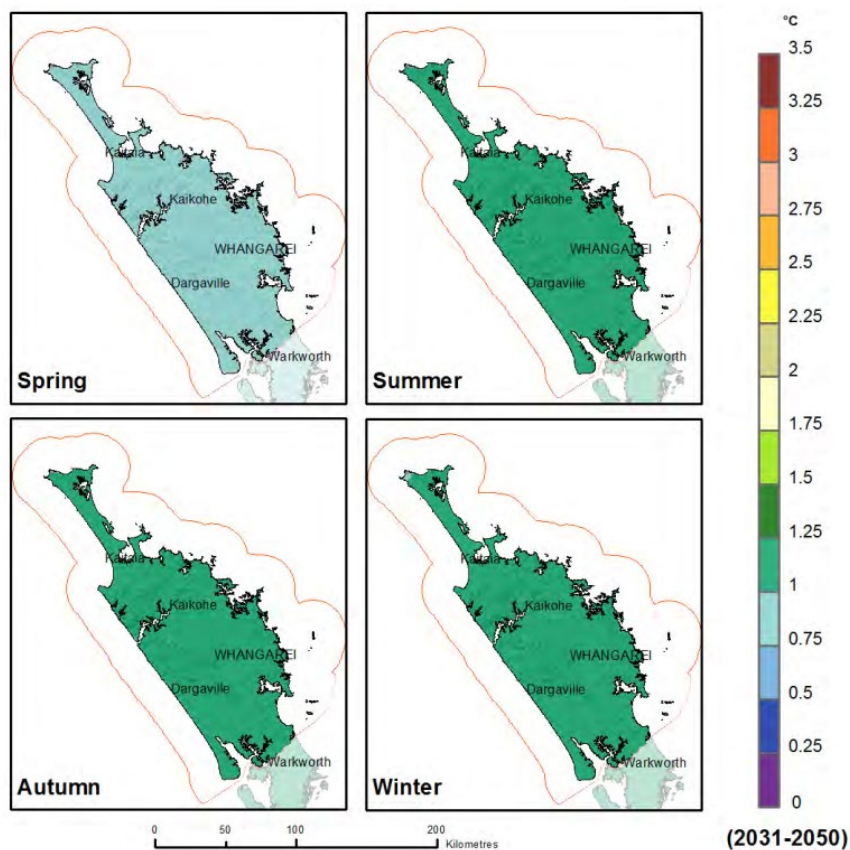 °C
3.5
3.25
3
2.75
2.5
2.25
2
1.75
1.5
1.25
1
0.75
0.5
0.25
0
(2031-2050)
Kaitaia
Kaikohe
WHANGAREI
Dargaville
Warkworth
Spring
Kaitaia
Kaikohe
WHANGAREI
Dargaville
Warkworth
Summer
Kaitaia
Kaikohe
WHANGAREI
Dargaville
Warkworth
Autumn
Kaitaia
Kaikohe
WHANGAREI
Dargaville
Warkworth
Winter
0 50 100 200
Kilometres